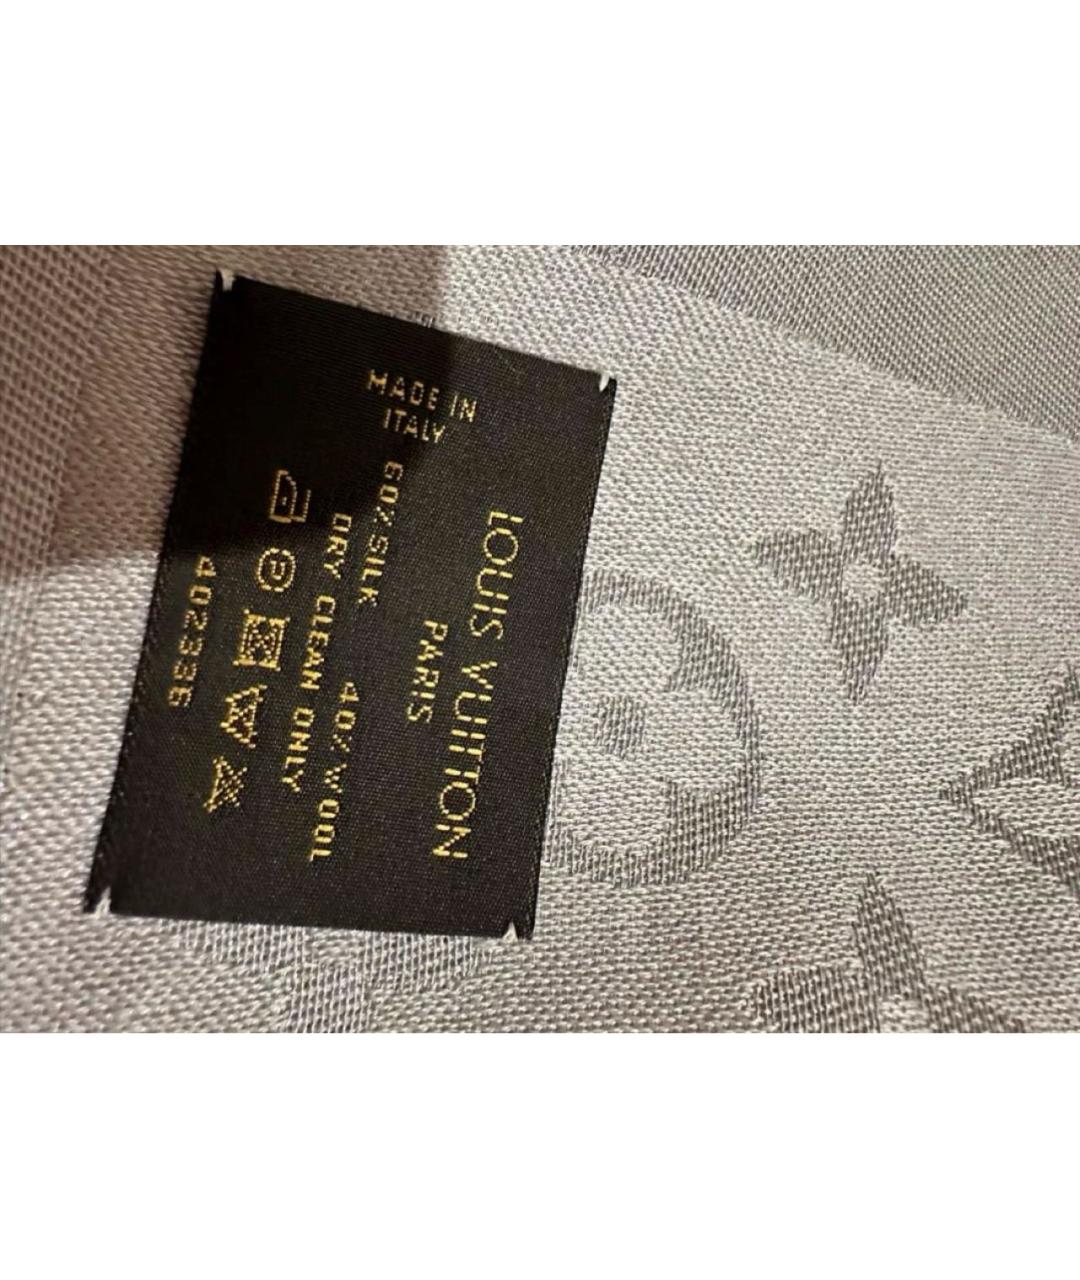 LOUIS VUITTON
PARIS
MADE IN
ITALY
60% SILK 40% WOOL
DRY CLEAN ONLY
P
402336